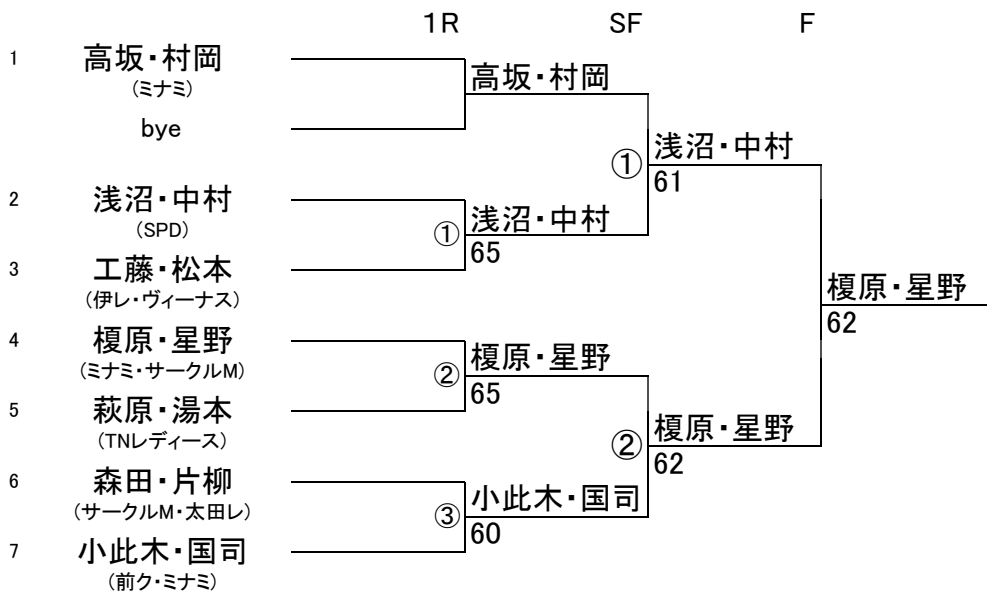 1R SF F
1 高坂・村岡
(ミナミ)
高坂・村岡
bye
① 浅沼・中村
61
2 浅沼・中村
(SPD)
① 浅沼・中村
65
3 工藤・松本
(伊レ・ヴィーナス)
榎原・星野
62
4 榎原・星野
(ミナミ・サークルM)
② 榎原・星野
65
5 萩原・湯本
(TNレディース)
② 榎原・星野
62
6 森田・片柳
(サークルM・太田レ)
③ 小此木・国司
60
7 小此木・国司
(前ク・ミナミ)